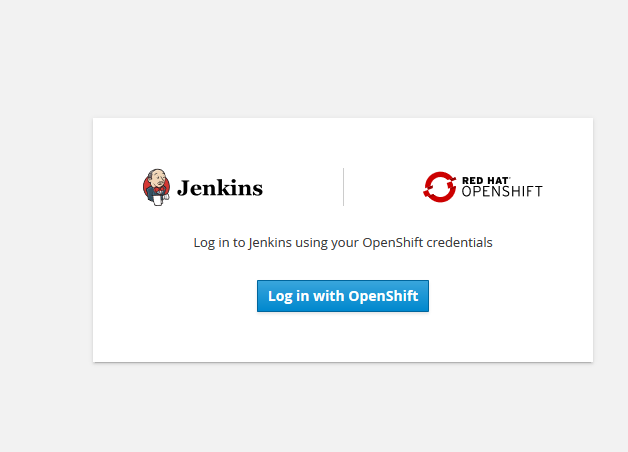 Jenkins
RED HAT
OPENSHIFT
Log in to Jenkins using your OpenShift credentials
Log in with OpenShift